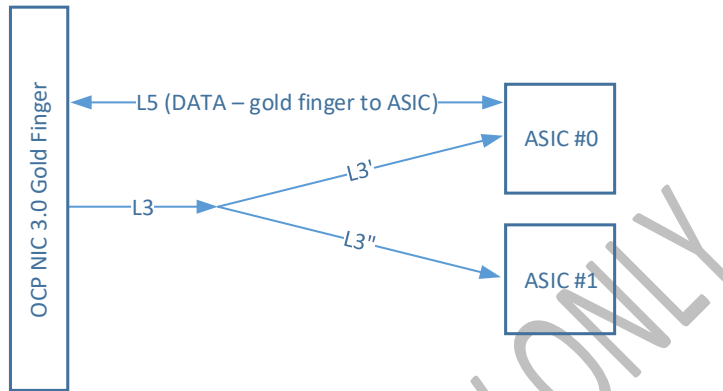 OCP NIC 3.0 Gold Finger
L5 (DATA – gold finger to ASIC)
ASIC #0
L3'
L3
L3"
ASIC #1
ONLY